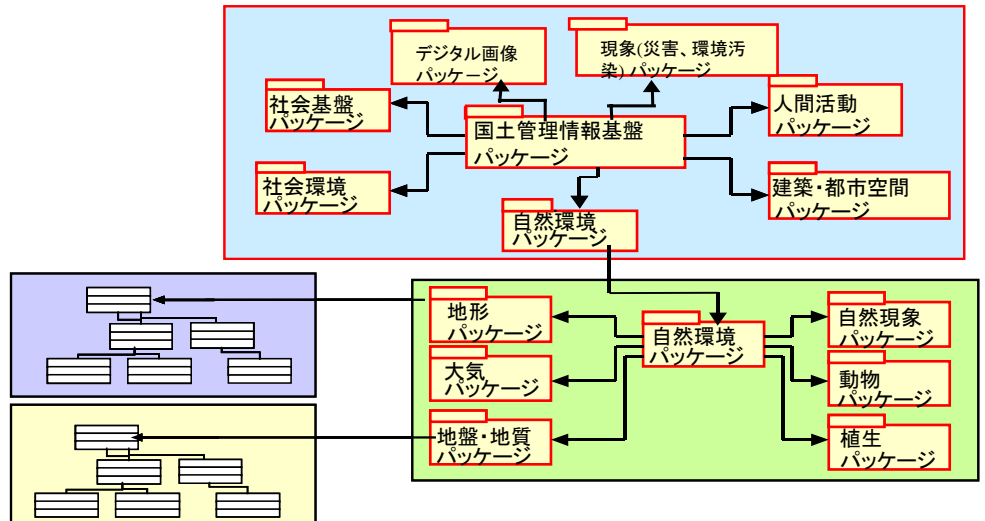 デジタル画像
パッケージ
現象(災害、環境汚
染) パッケージ
社会基盤
パッケージ
国土管理情報基盤
パッケージ
人間活動
パッケージ
社会環境
パッケージ
建築・都市空間
パッケージ
自然環境
パッケージ
地形
パッケージ
自然環境
パッケージ
自然現象
パッケージ
大気
パッケージ
動物
パッケージ
地盤・地質
パッケージ
植生
パッケージ